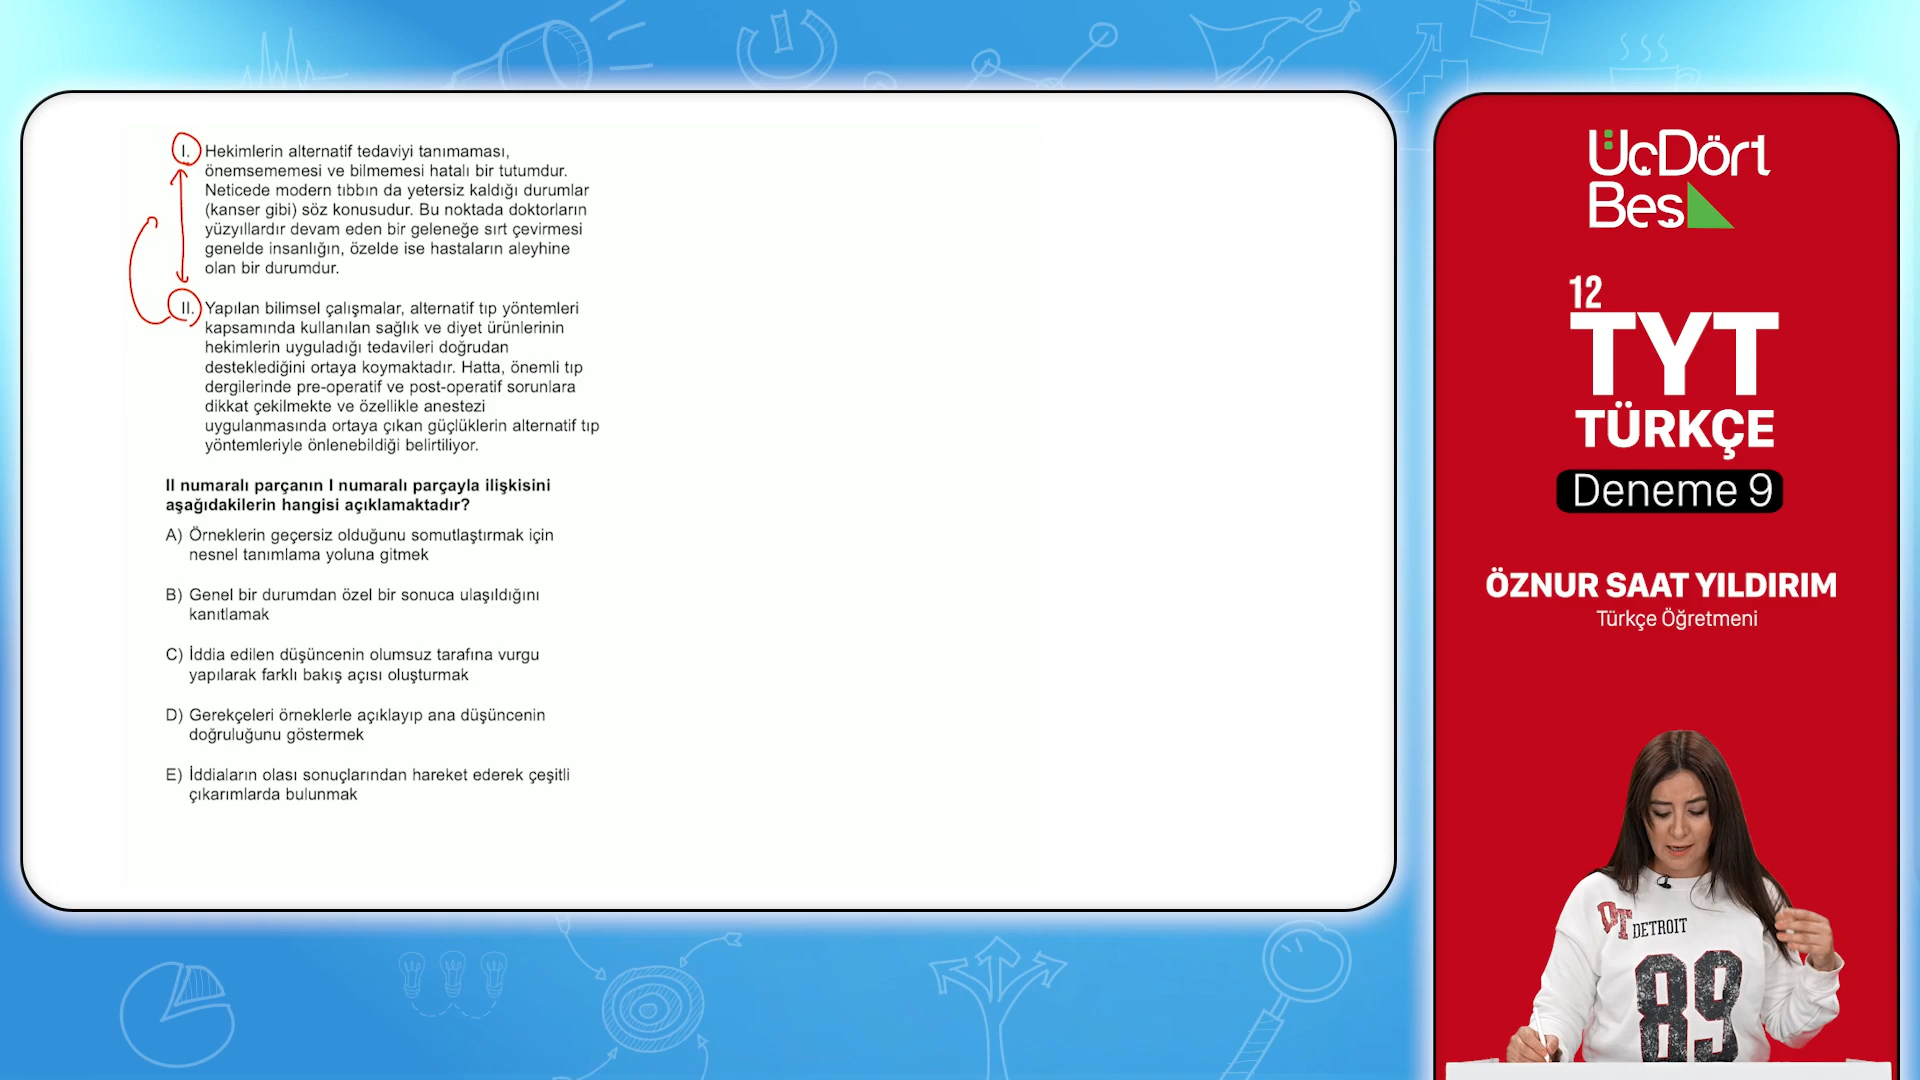 I. Hekimlerin alternatif tedaviyi tanımaması,
önemsememesi ve bilmemesi hatalı bir tutumdur.
Neticede modern tıbbın da yetersiz kaldığı durumlar
(kanser gibi) söz konusudur. Bu noktada doktorların
yüzyıllardır devam eden bir geleneğe sırt çevirmesi
genelde insanlığın, özelde ise hastaların aleyhine
olan bir durumdur.
II. Yapılan bilimsel çalışmalar, alternatif tıp yöntemleri
kapsamında kullanılan sağlık ve diyet ürünlerinin
hekimlerin uyguladığı tedavileri doğrudan
desteklediğini ortaya koymaktadır. Hatta, önemli tıp
dergilerinde pre-operatif ve post-operatif sorunlara
dikkat çekilmekte ve özellikle anestezi
uygulanmasında ortaya çıkan güçlüklerin alternatif tıp
yöntemleriyle önlenebildiği belirtiliyor.
II numaralı parçanın I numaralı parçayla ilişkisini
aşağıdakilerin hangisi açıklamaktadır?
A) Örneklerin geçersiz olduğunu somutlaştırmak için
nesnel tanımlama yoluna gitmek
B) Genel bir durumdan özel bir sonuca ulaşıldığını
kanıtlamak
C) İddia edilen düşüncenin olumsuz tarafına vurgu
yapılarak farklı bakış açısı oluşturmak
D) Gerekçeleri örneklerle açıklayıp ana düşüncenin
doğruluğunu göstermek
E) İddiaların olası sonuçlarından hareket ederek çeşitli
çıkarımlarda bulunmak
ÜçDört
Beş
12
TYT
TÜRKÇE
Deneme 9
ÖZNUR SAAT YILDIRIM
Türkçe Öğretmeni
DT DETROIT
89